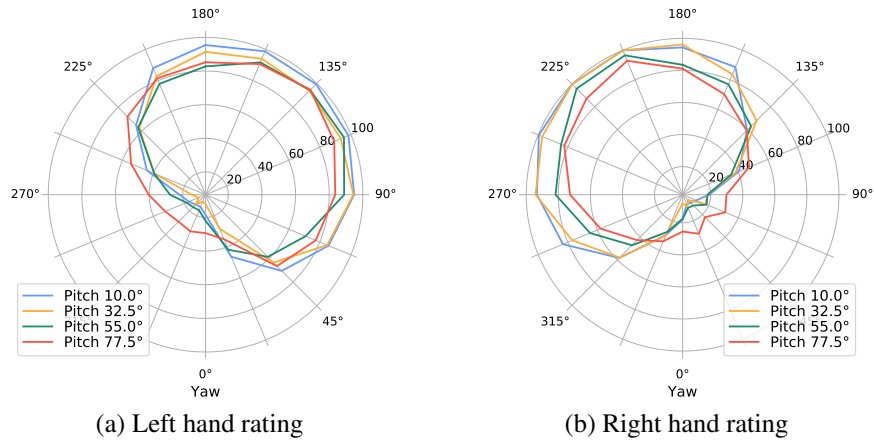 180°
225°
135°
100
80
60
40
20
270°
90°
45°
Pitch 10.0°
Pitch 32.5°
Pitch 55.0°
Pitch 77.5°
0°
Yaw
(a) Left hand rating
180°
225°
135°
100
80
60
40
20
270°
90°
315°
Pitch 10.0°
Pitch 32.5°
Pitch 55.0°
Pitch 77.5°
0°
Yaw
(b) Right hand rating